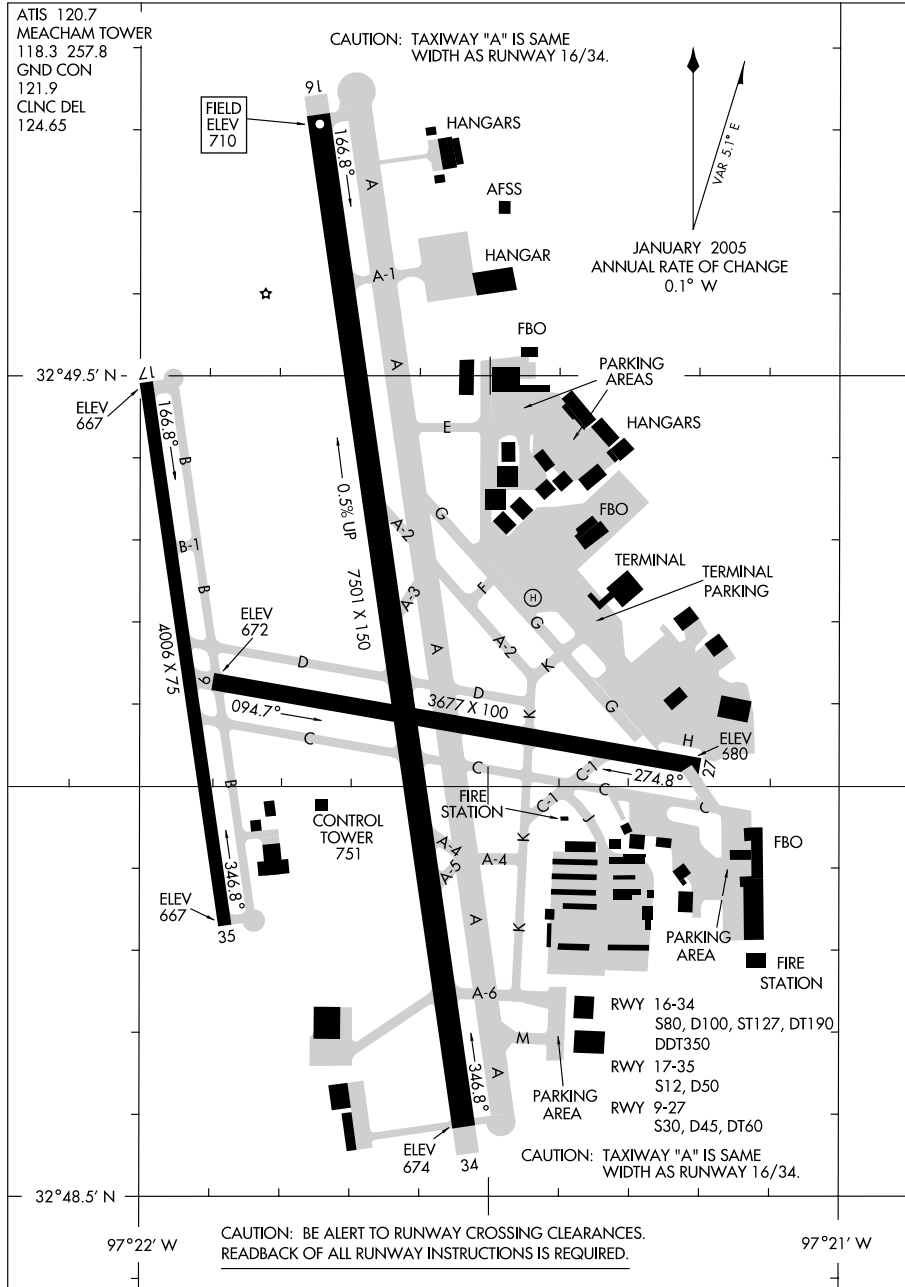 ATIS 120.7
MEACHAM TOWER
118.3 257.8
GND CON
121.9
CLNC DEL
124.65
CAUTION: TAXIWAY "A" IS SAME
WIDTH AS RUNWAY 16/34.
16
FIELD
ELEV
710
166.8°
A
HANGARS
AFSS
VAR 5.1° E
JANUARY 2005
ANNUAL RATE OF CHANGE
0.1° W
A-1
HANGAR
FBO
A
PARKING
AREAS
32°49.5' N
17
ELEV
667
166.8°
E
HANGARS
B
0.5% UP
G
A-2
FBO
B-1
7501 X 150
TERMINAL
TERMINAL
PARKING
B
F
H
A-3
G
ELEV
672
4006 X 75
A
A-2
K
D
D
9
094.7°
3677 X 100
K
G
H
ELEV
680
27
C
C
C-1
274.8°
C
C
B
FIRE
STATION
C-1
J
CONTROL
TOWER
751
K
A-4
A-4
A-5
FBO
346.8°
ELEV
667
35
A
K
PARKING
AREA
FIRE
STATION
A-6
RWY 16-34
S80, D100, ST127, DT190
DDT350
M
RWY 17-35
S12, D50
346.8°
A
PARKING
AREA
RWY 9-27
S30, D45, DT60
ELEV
674
34
CAUTION: TAXIWAY "A" IS SAME
WIDTH AS RUNWAY 16/34.
32°48.5' N
CAUTION: BE ALERT TO RUNWAY CROSSING CLEARANCES.
READBACK OF ALL RUNWAY INSTRUCTIONS IS REQUIRED.
97°22' W
97°21' W